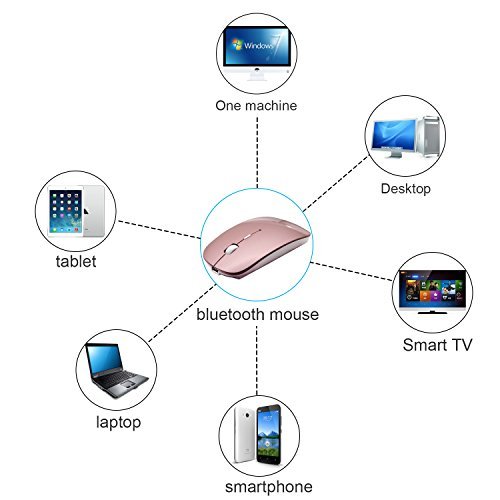 Windows 7
One machine
Desktop
tablet
bluetooth mouse
Smart TV
laptop
smartphone